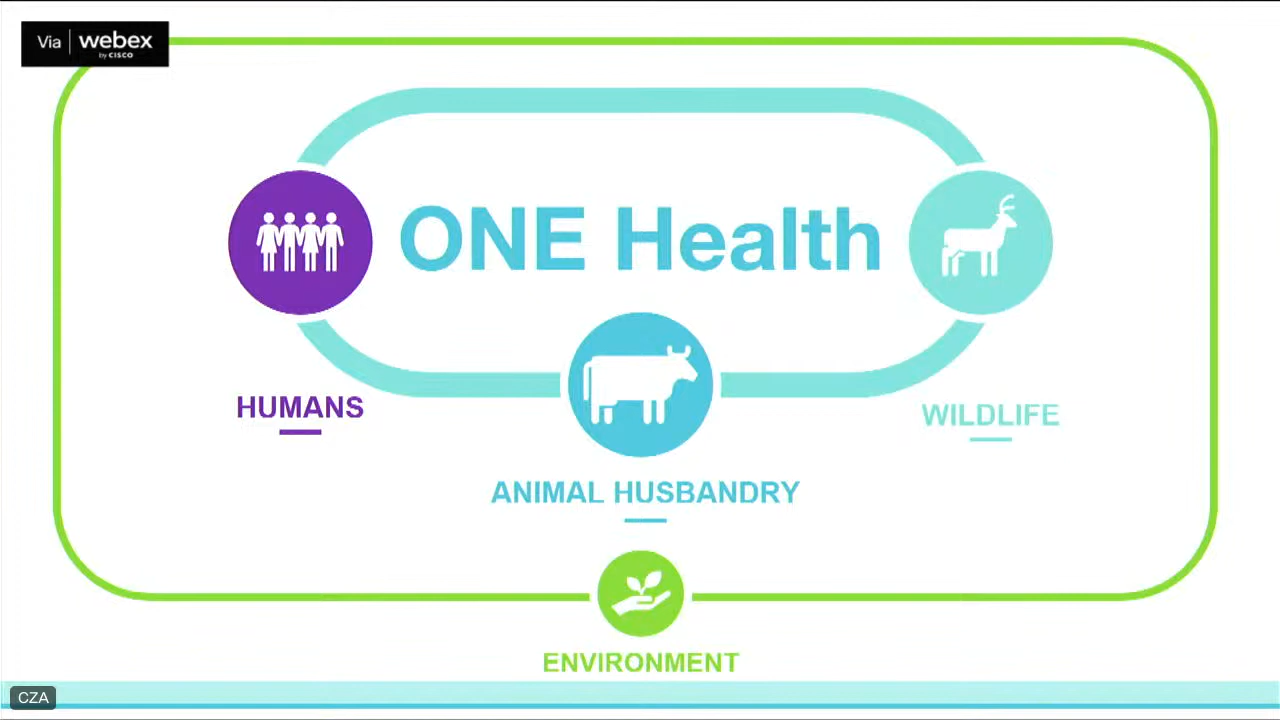 Via | webex
by CISCO
ONE Health
HUMANS
WILDLIFE
ANIMAL HUSBANDRY
ENVIRONMENT
CZA